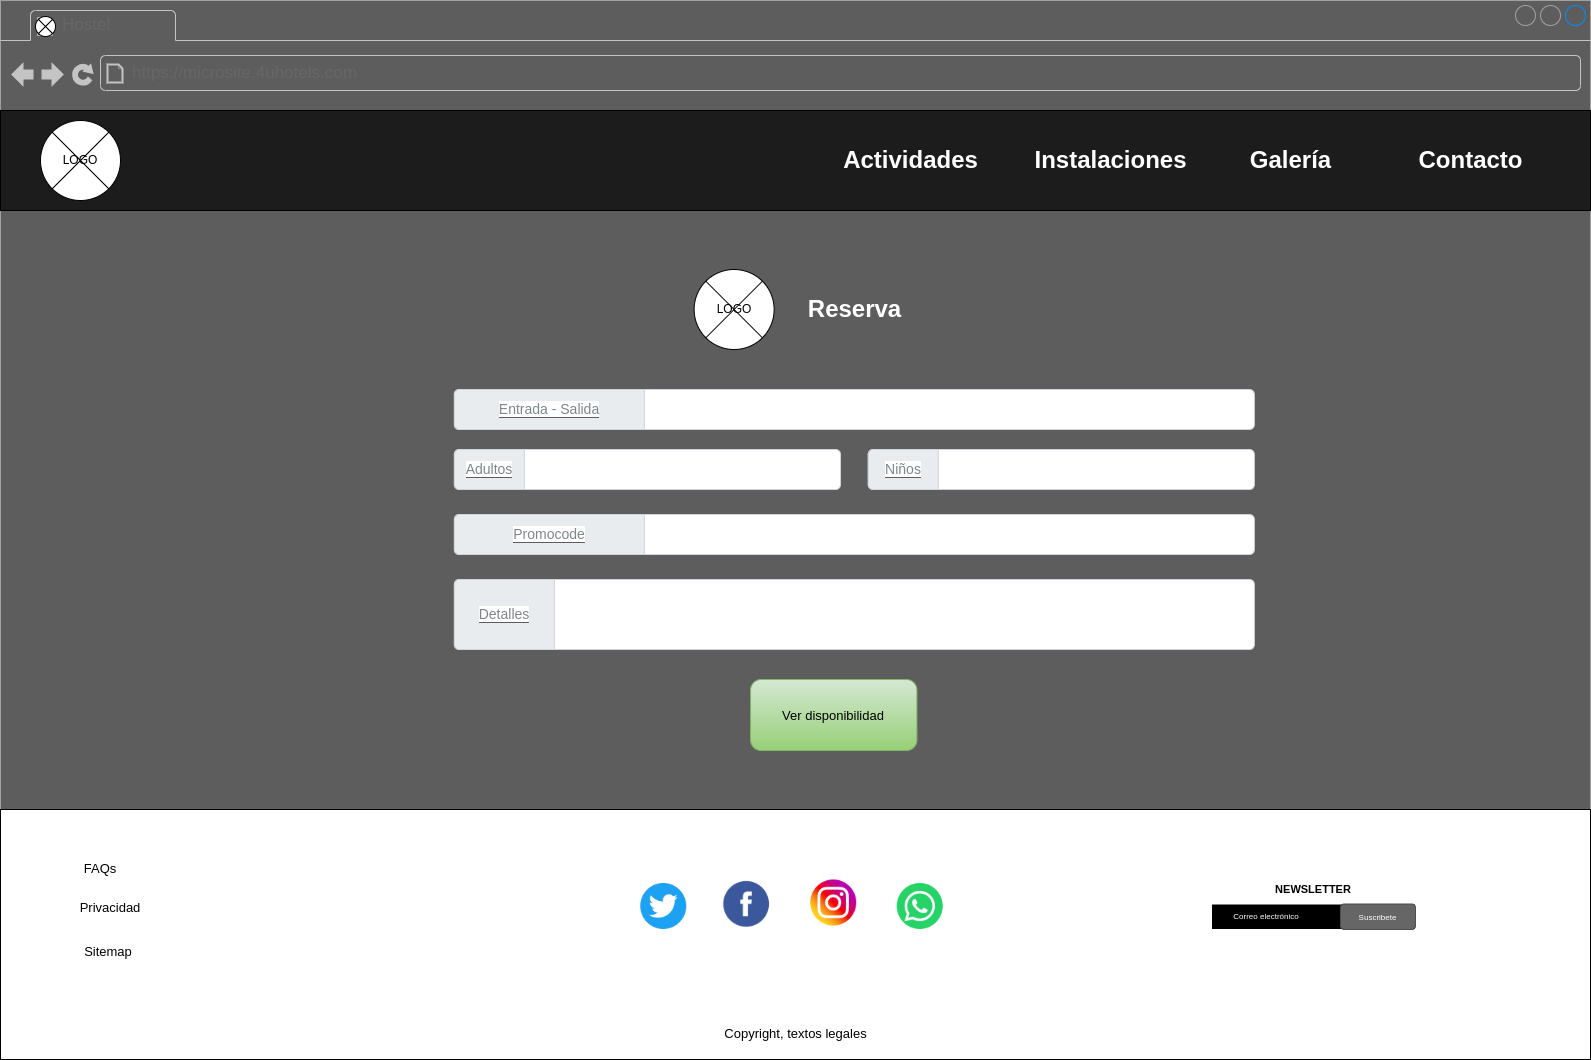 Hostel
https://microsite.4uhotels.com
LOGO
Actividades Instalaciones Galería Contacto
LOGO
Reserva
Entrada - Salida
Adultos
Niños
Promocode
Detalles
Ver disponibilidad
FAQs
Privacidad
Sitemap
NEWSLETTER
Correo electrónico
Suscribete
Copyright, textos legales